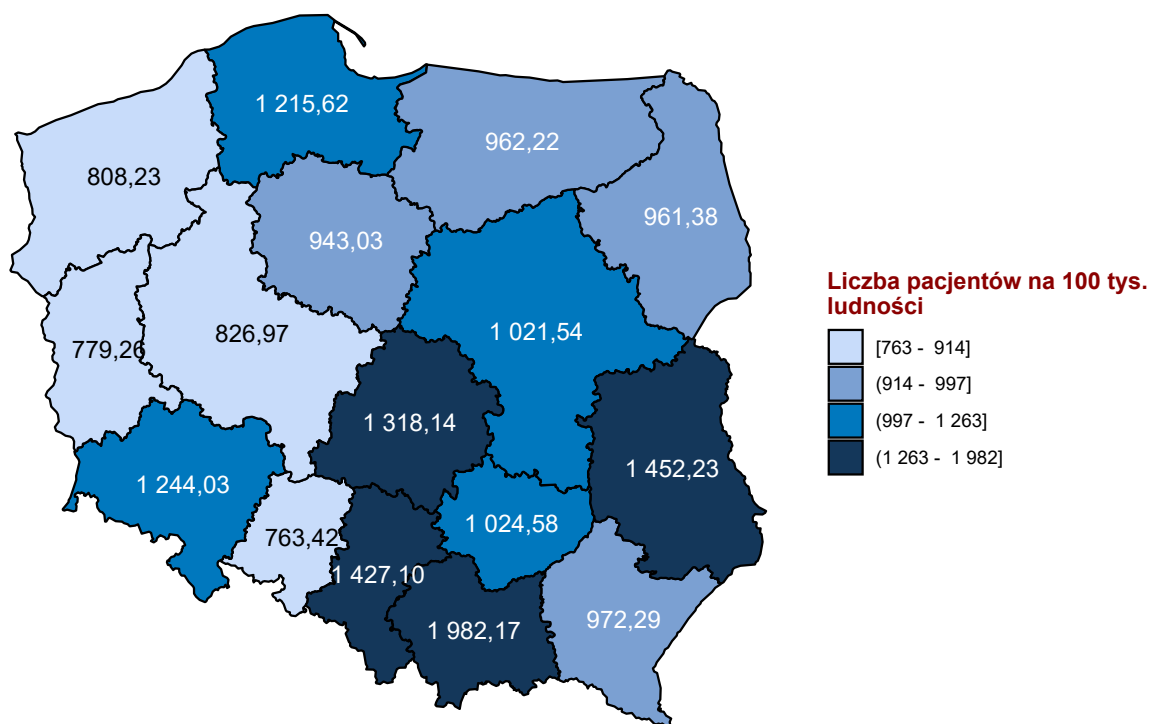 1 215,62
962,22
808,23
961,38
943,03
1 021,54
826,97
779,26
1 318,14
1 452,23
1 244,03
1 024,58
763,42
1 427,10
972,29
1 982,17
Liczba pacjentów na 100 tys.
ludności
[763 - 914]
(914 - 997]
(997 - 1 263]
(1 263 - 1 982]